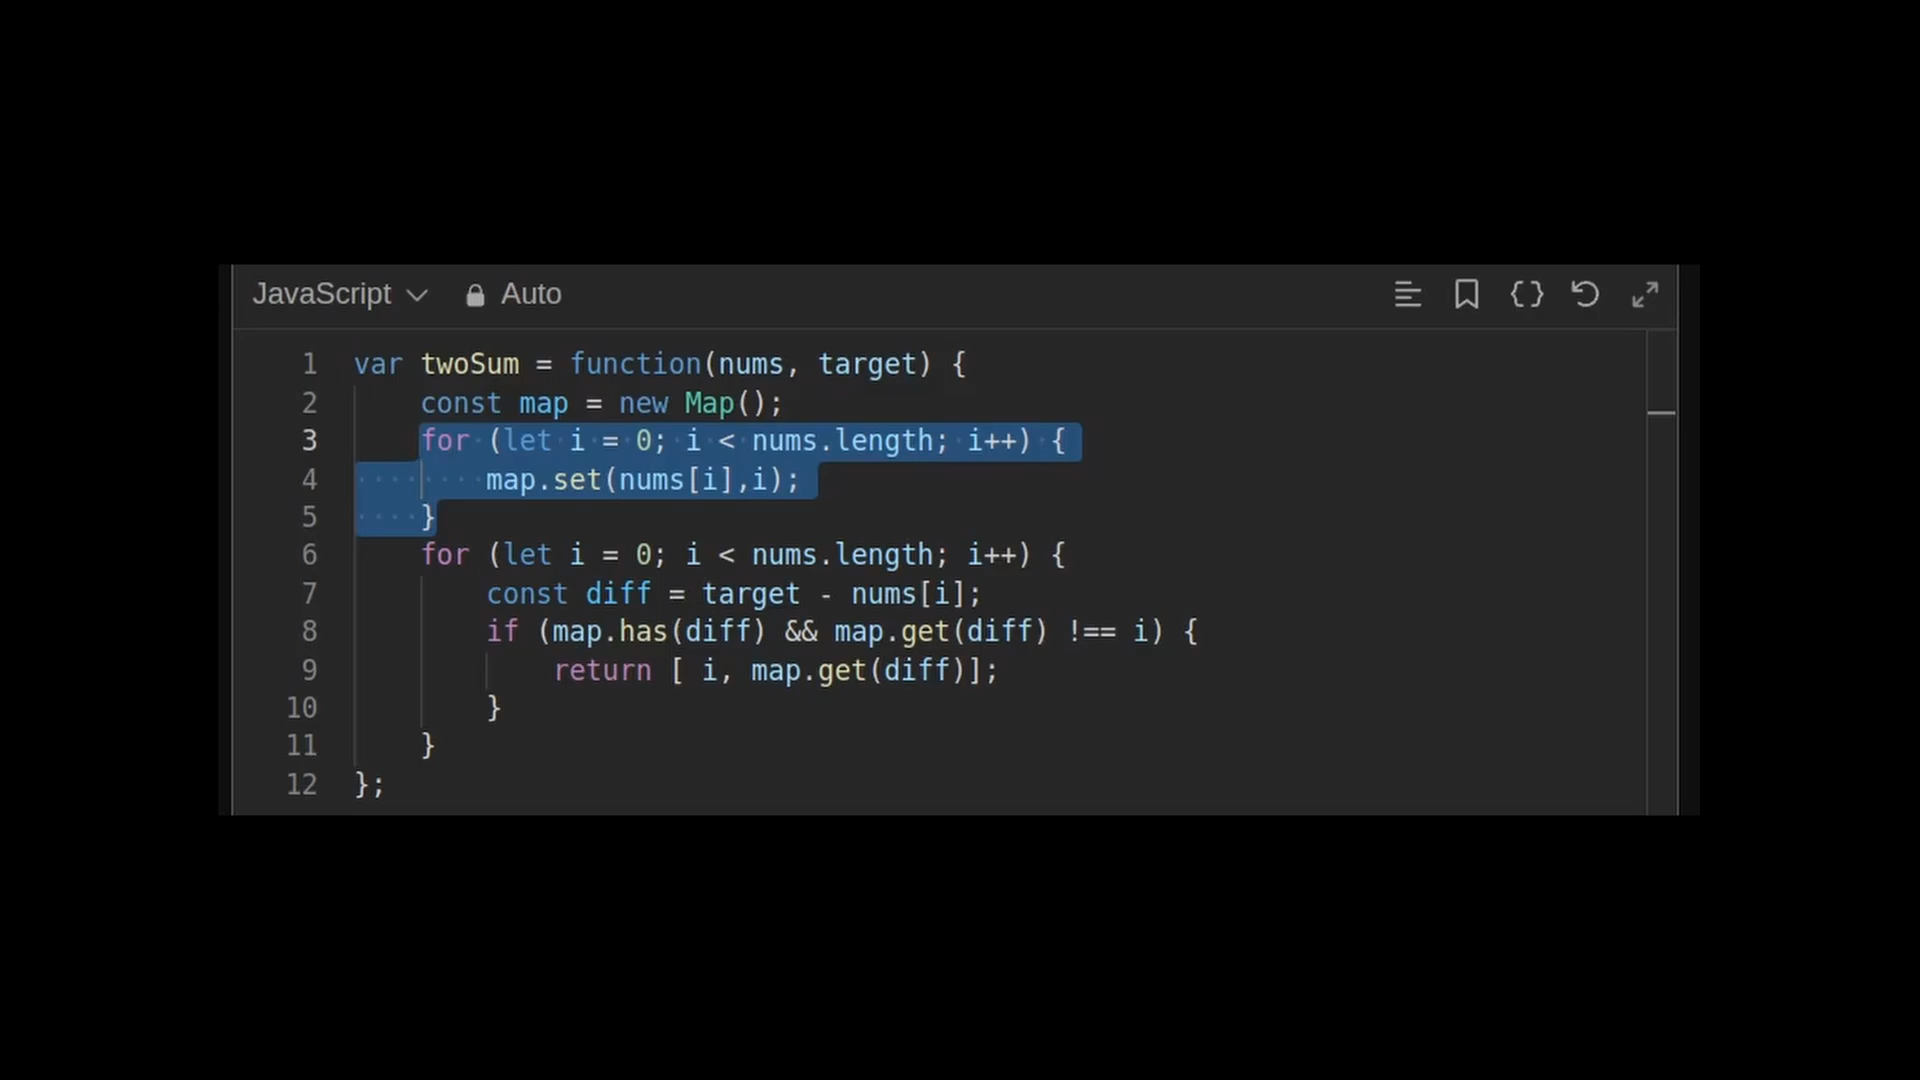 JavaScript Auto
1 var twoSum = function(nums, target) {
2     const map = new Map();
3     for (let i = 0; i < nums.length; i++) {
4         map.set(nums[i],i);
5     }
6     for (let i = 0; i < nums.length; i++) {
7         const diff = target - nums[i];
8         if (map.has(diff) && map.get(diff) !== i) {
9             return [ i, map.get(diff)];
10         }
11     }
12 };